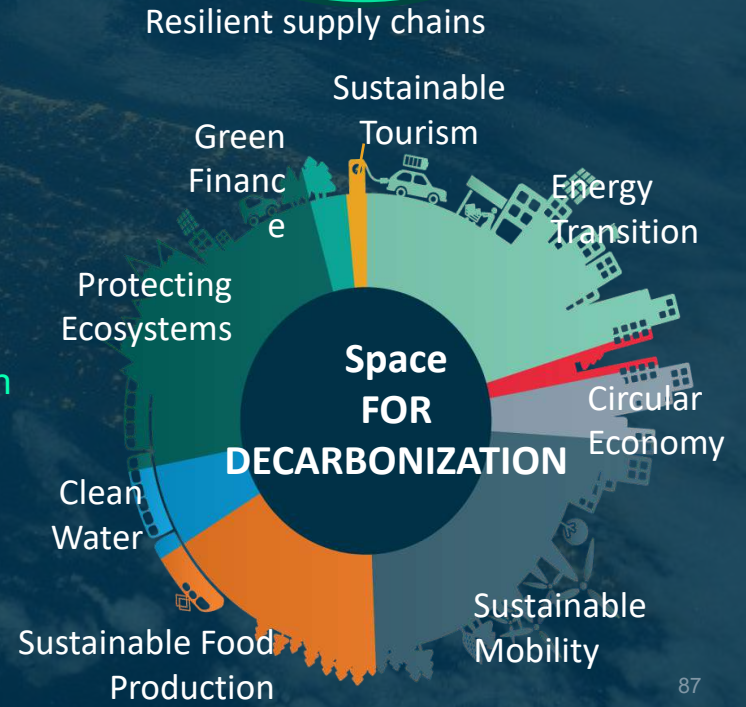 Resilient supply chains
Sustainable
Tourism
Green
Financ
e
Energy
Transition
Protecting
Ecosystems
n
Space
FOR
DECARBONIZATION
Circular
Economy
Clean
Water
Sustainable
Mobility
Sustainable Food
Production
87